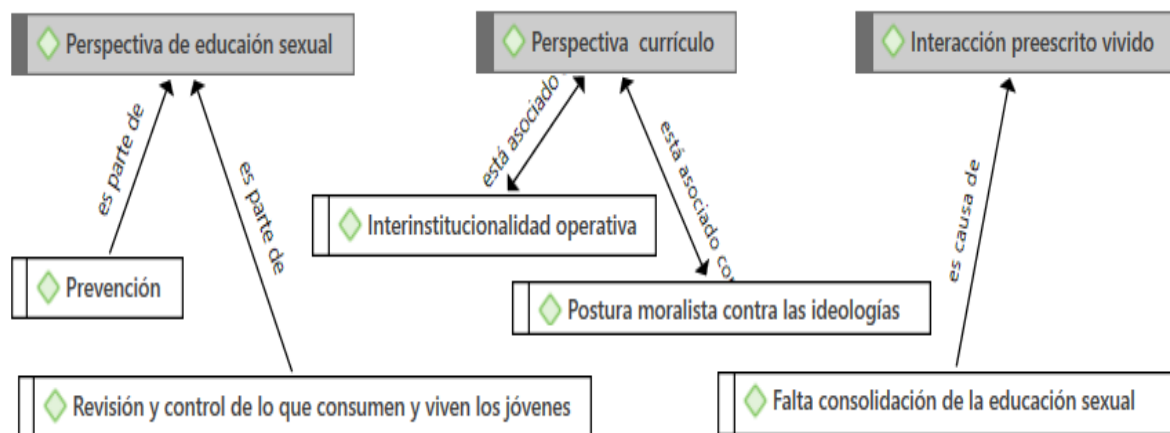 Perspectiva de educaión sexual
Perspectiva currículo
Interacción preescrito vivido
es parte de
es parte de
está asociado
está asociado con
es causa de
Interinstitucionalidad operativa
Prevención
Postura moralista contra las ideologías
Revisión y control de lo que consumen y viven los jóvenes
Falta consolidación de la educación sexual